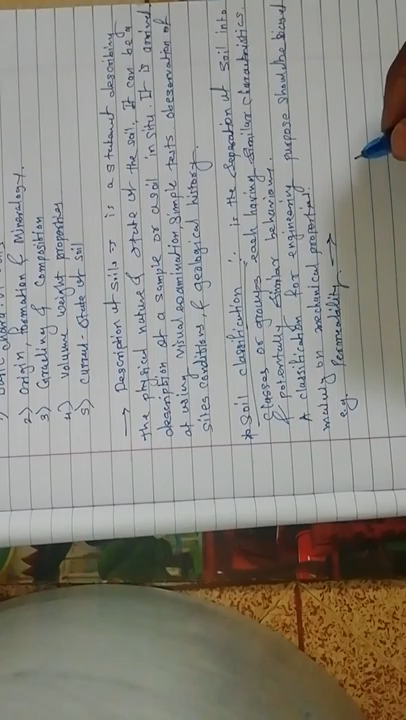 2) Origin, formation & Mineralogy.
3) Grading & Composition
4) Volume weight properties
5) Current-State of soil
→ Description of soils → is a statement describing
the physical nature & state of the soil. It can be a
description of a sample or a soil in situ. It is arrived
at using visual examination simple tests observation of
sites conditions, & geological history.
* Soil classification : is the separation of soil into
classes or groups each having similar characteristics
& potentially similar behaviour.
A classification for engineering purpose should be
mainly on mechanical properties.
e.g. Permeability →